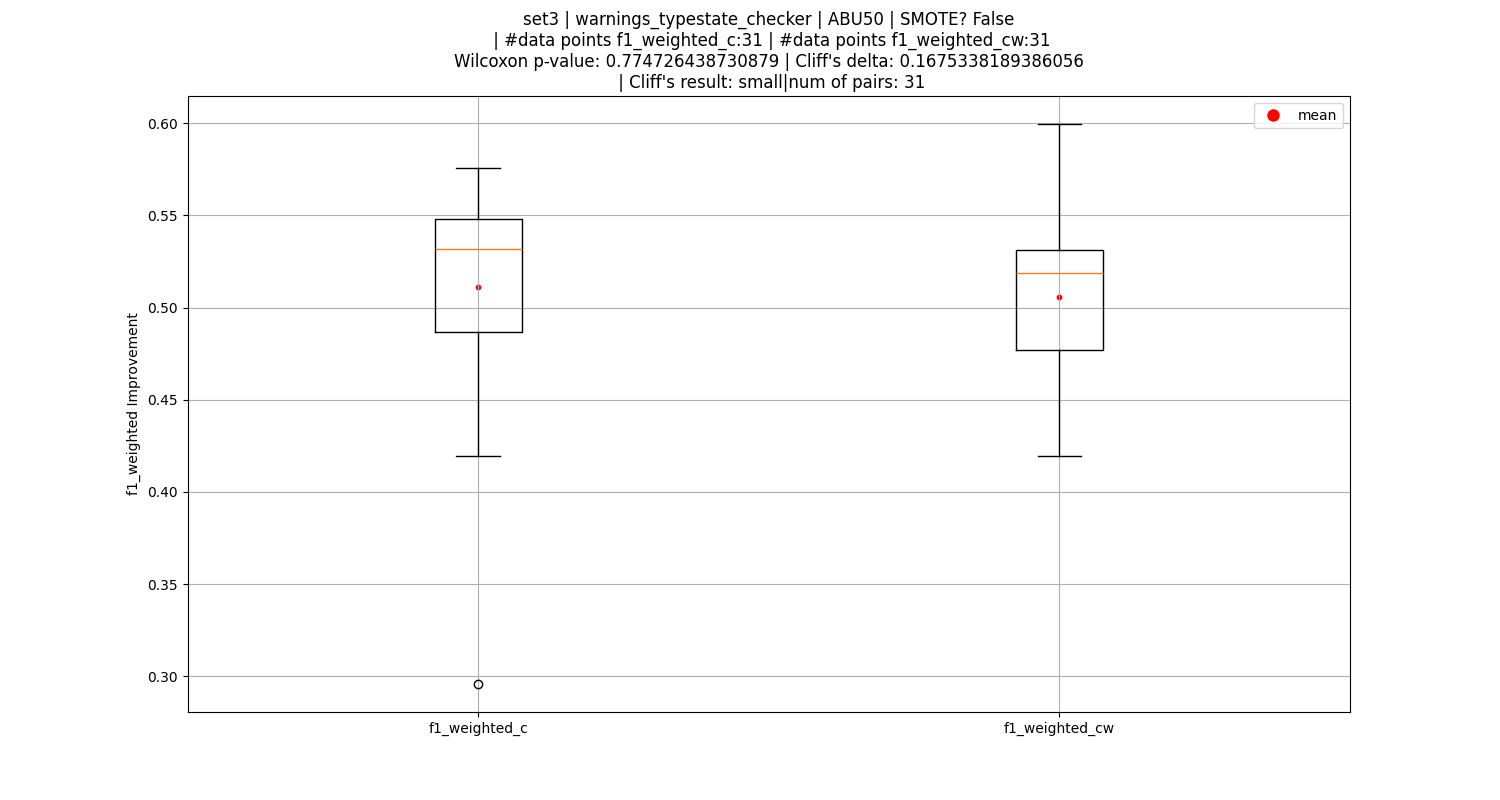 set3 | warnings_typestate_checker | ABU50 | SMOTE? False
| #data points f1_weighted_c:31 | #data points f1_weighted_cw:31
Wilcoxon p-value: 0.774726438730879 | Cliff's delta: 0.1675338189386056
| Cliff's result: small|num of pairs: 31
mean
0.60
0.55
0.50
0.45
0.40
0.35
0.30
f1_weighted Improvement
f1_weighted_c
f1_weighted_cw